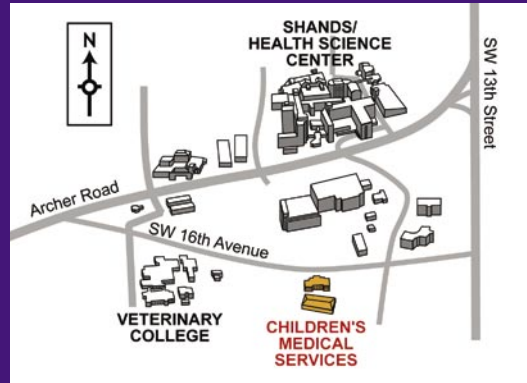 N
SHANDS/
HEALTH SCIENCE
CENTER
SW 13th Street
Archer Road
SW 16th Avenue
VETERINARY
COLLEGE
CHILDREN'S
MEDICAL
SERVICES